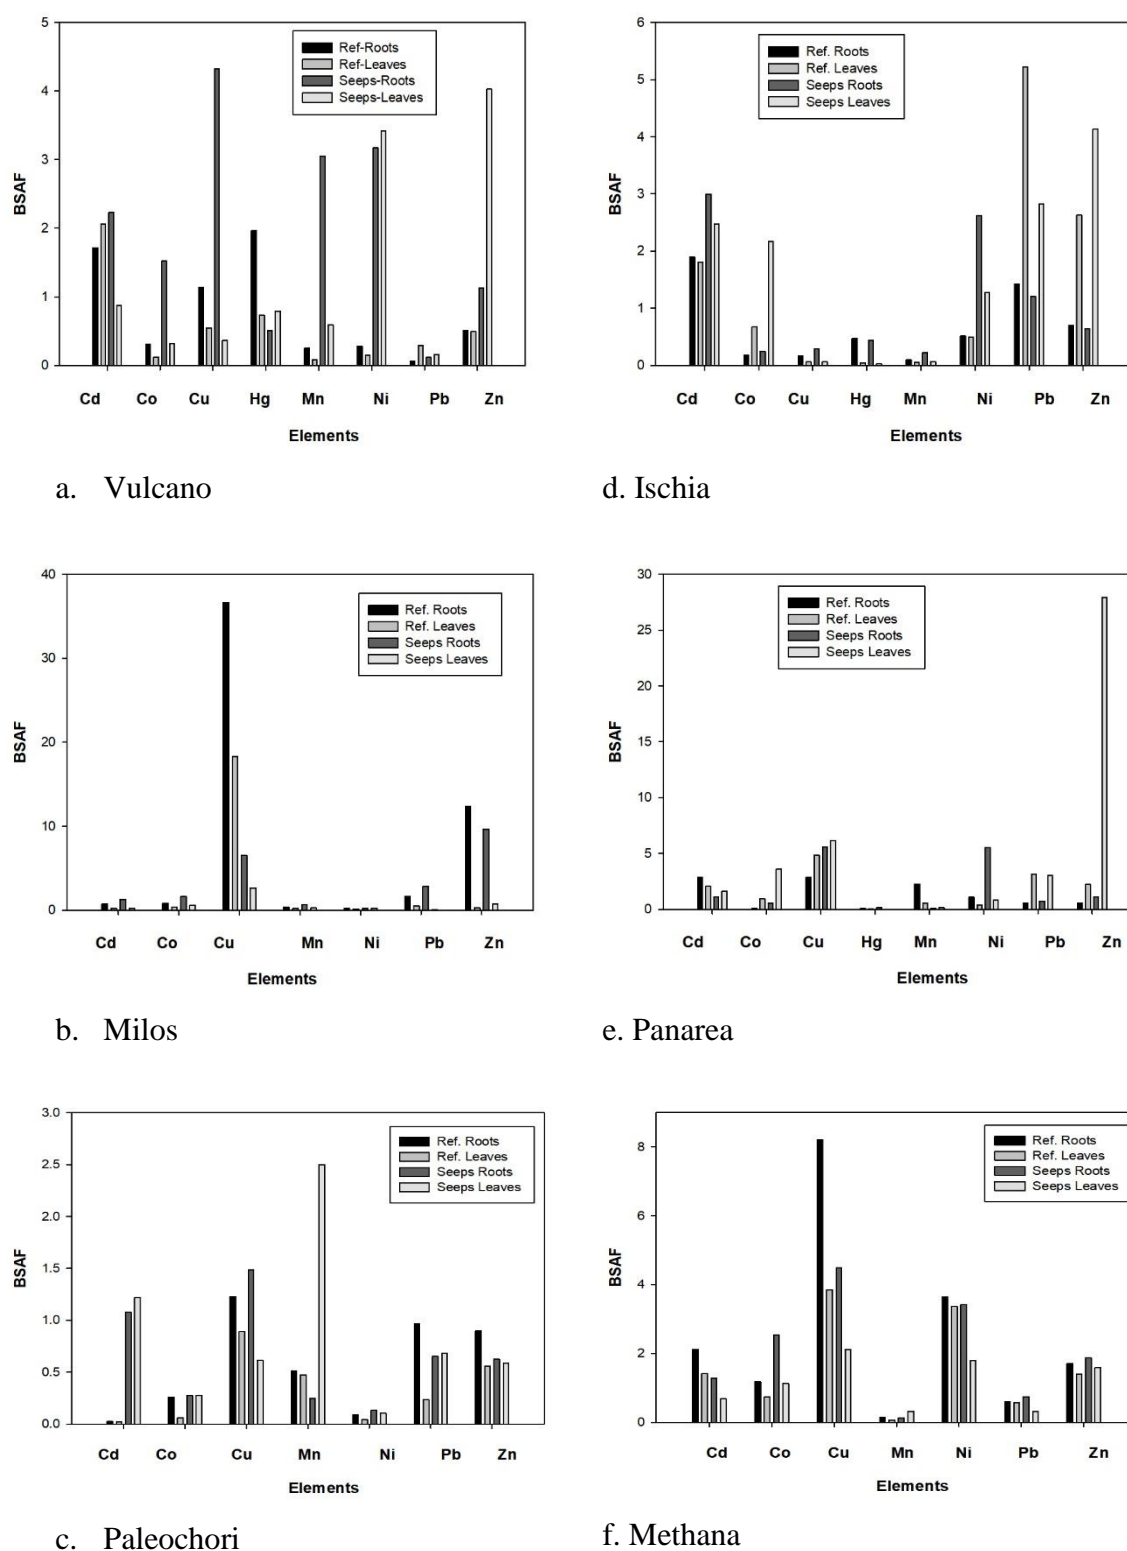 5
4
3
2
1
0
BSAF
Ref-Roots
Ref-Leaves
Seeps-Roots
Seeps-Leaves
Cd Co Cu Hg Mn Ni Pb Zn
Elements
a. Vulcano
6
5
4
3
2
1
0
BSAF
Ref. Roots
Ref. Leaves
Seeps Roots
Seeps Leaves
Cd Co Cu Hg Mn Ni Pb Zn
Elements
d. Ischia
40
30
20
10
0
BSAF
Ref. Roots
Ref. Leaves
Seeps Roots
Seeps Leaves
Cd Co Cu Mn Ni Pb Zn
Elements
b. Milos
30
25
20
15
10
5
0
BSAF
Ref. Roots
Ref. Leaves
Seeps Roots
Seeps Leaves
Cd Co Cu Hg Mn Ni Pb Zn
Elements
e. Panarea
3.0
2.5
2.0
1.5
1.0
0.5
0.0
BSAF
Ref. Roots
Ref. Leaves
Seeps Roots
Seeps Leaves
Cd Co Cu Mn Ni Pb Zn
Elements
c. Paleochori
8
6
4
2
0
BSAF
Ref. Roots
Ref. Leaves
Seeps Roots
Seeps Leaves
Cd Co Cu Mn Ni Pb Zn
Elements
f. Methana